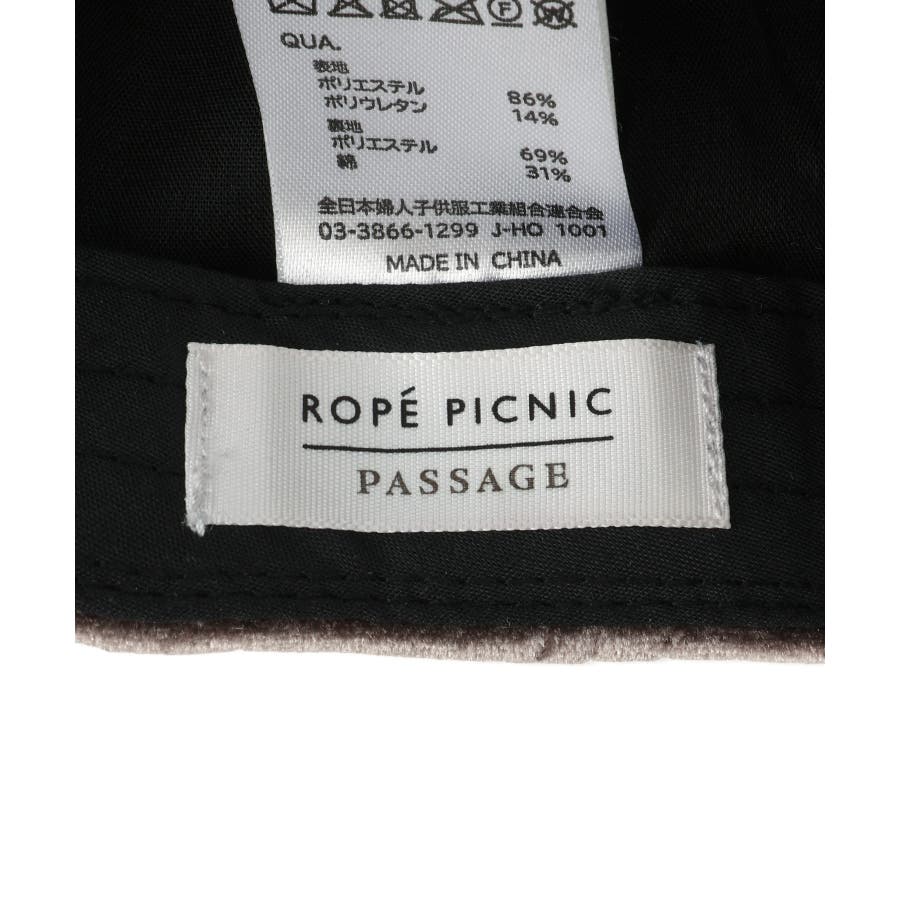 QUA.
表地
ポリエステル 86%
ポリウレタン 14%
裏地
ポリエステル 69%
綿 31%
全日本婦人子供服工業組合連合会
03-3866-1299 J-HO 1001
MADE IN CHINA
ROPÉ PICNIC
PASSAGE